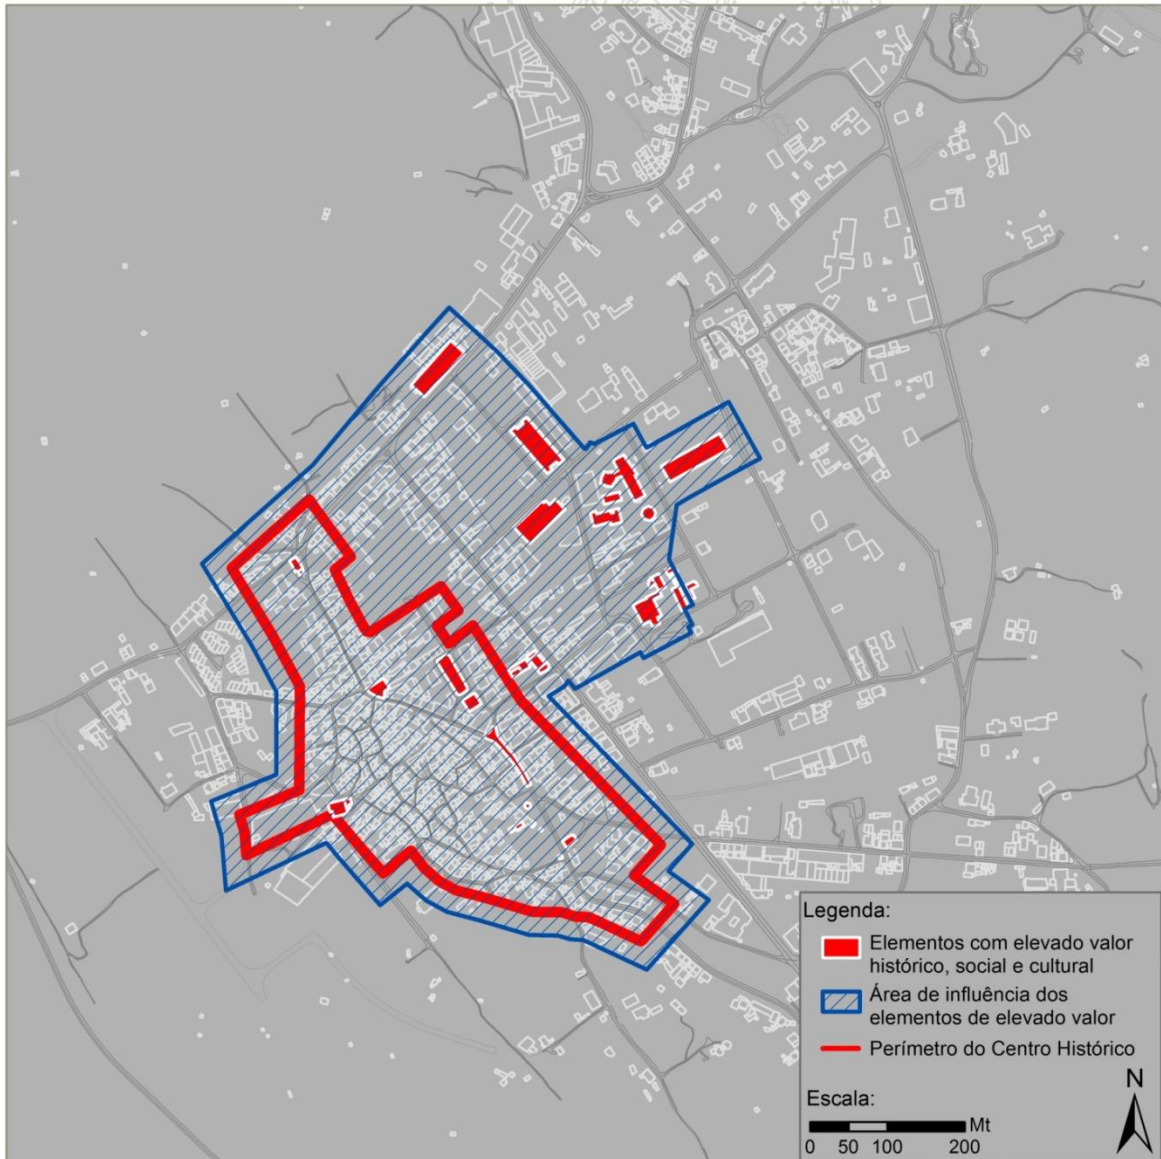 Legenda:
Elementos com elevado valor
histórico, social e cultural
Área de influência dos
elementos de elevado valor
Perímetro do Centro Histórico
N
Escala:
Mt
0 50 100 200